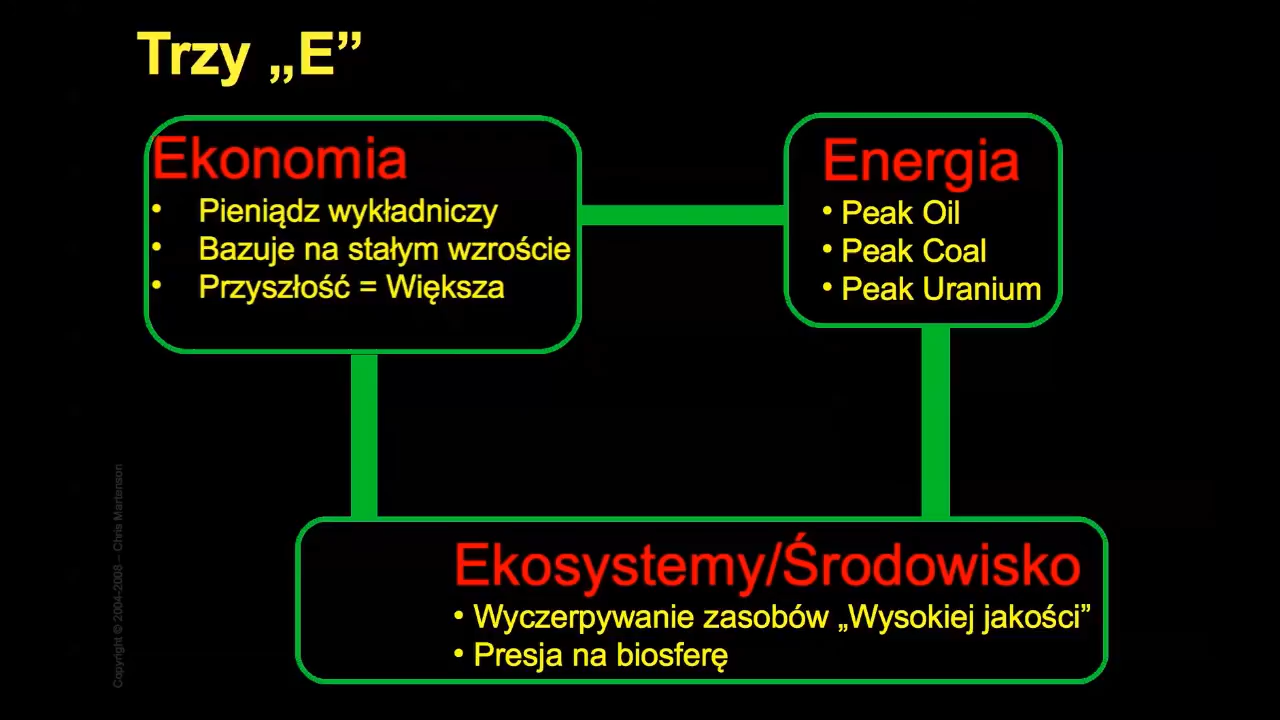 Trzy „E”
Ekonomia
• Pieniądz wykładniczy
• Bazuje na stałym wzroście
• Przyszłość = Większa
Energia
• Peak Oil
• Peak Coal
• Peak Uranium
Ekosystemy/Środowisko
• Wyczerpywanie zasobów „Wysokiej jakości”
• Presja na biosferę
Copyright © 2004-2008 – Chris Martenson